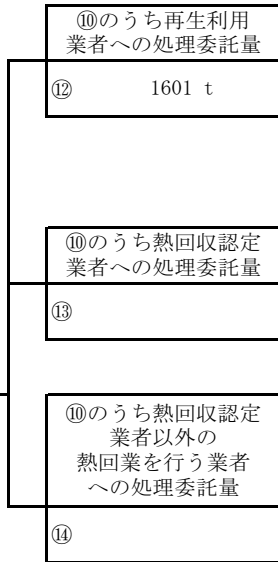 ⑩のうち再生利用
業者への処理委託量
⑫ 1601 t
⑩のうち熱回収認定
業者への処理委託量
⑬
⑩のうち熱回収認定
業者以外の
熱回業を行う業者
への処理委託量
⑭